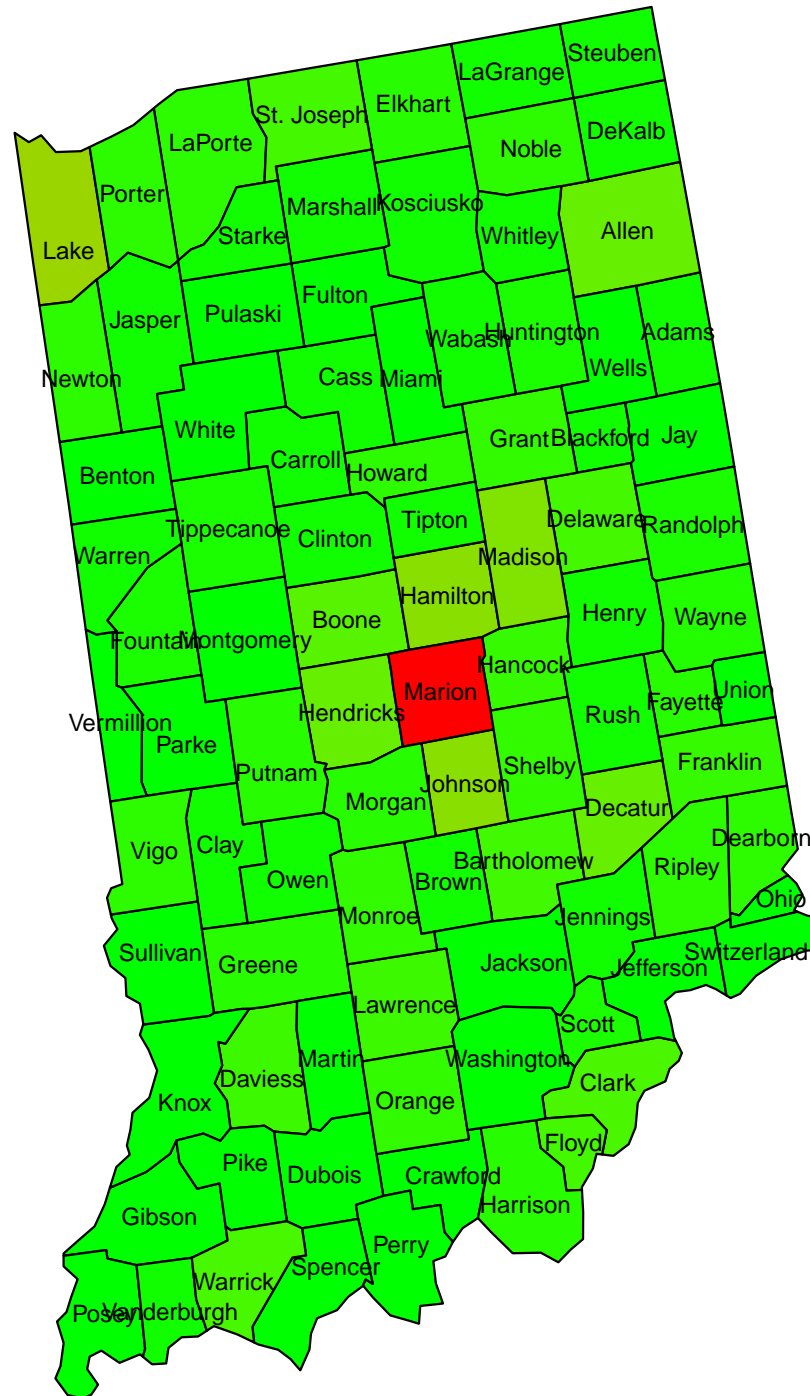 Steuben
LaGrange
Elkhart
St. Joseph
LaPorte
DeKalb
Noble
Porter
Kosciusko
Marshall
Allen
Starke
Whitley
Lake
Fulton
Pulaski
Jasper
Huntington
Adams
Wabash
Wells
Cass
Miami
Newton
White
Grant
Blackford
Jay
Carroll
Howard
Benton
Tipton
Delaware
Randolph
Tippecanoe
Clinton
Warren
Madison
Hamilton
Henry
Wayne
Boone
Fountain
Montgomery
Hancock
Marion
Union
Fayette
Hendricks
Rush
Vermillion
Parke
Franklin
Shelby
Putnam
Johnson
Morgan
Decatur
Dearborn
Clay
Vigo
Bartholomew
Ripley
Owen
Brown
Ohio
Monroe
Jennings
Sullivan
Switzerland
Greene
Jackson
Jefferson
Lawrence
Scott
Martin
Washington
Daviess
Clark
Knox
Orange
Floyd
Pike
Dubois
Crawford
Harrison
Gibson
Perry
Spencer
Warrick
Posey
Vanderburgh